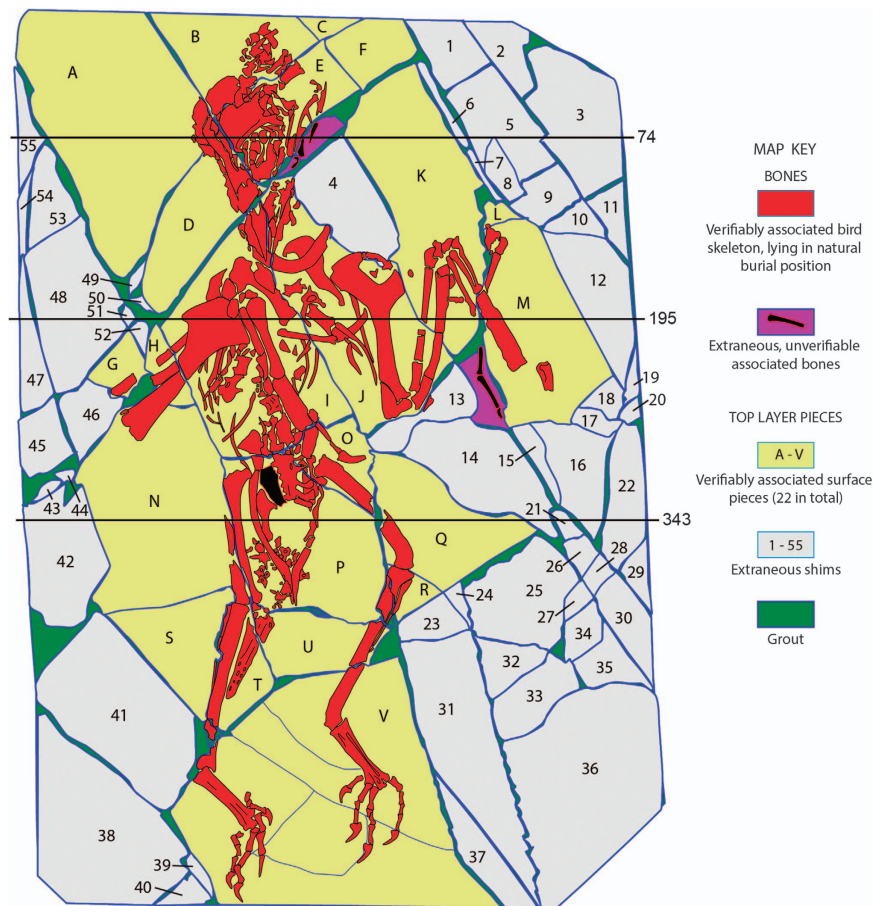 A
B
C
E
F
1
2
3
6
5
74
55
7
4
K
8
9
10
11
54
53
D
L
49
48
50
51
M
12
195
52
H
G
47
I
J
13
18
19
20
17
46
45
O
14
15
16
44
43
N
22
21
343
Q
42
P
26
28
25
29
R
24
27
30
23
34
S
U
32
35
T
33
41
31
V
36
38
39
37
40
MAP KEY
BONES
Verifiably associated bird
skeleton, lying in natural
burial position
Extraneous, unverifiable
associated bones
TOP LAYER PIECES
A - V
Verifiably associated surface
pieces (22 in total)
1 - 55
Extraneous shims
Grout